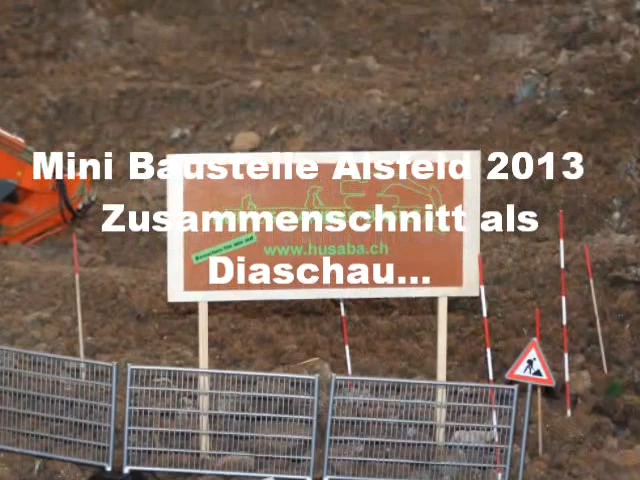 Mini Baustelle Alsfeld 2013
Zusammenschnitt als
www.husaba.ch
Diaschau...